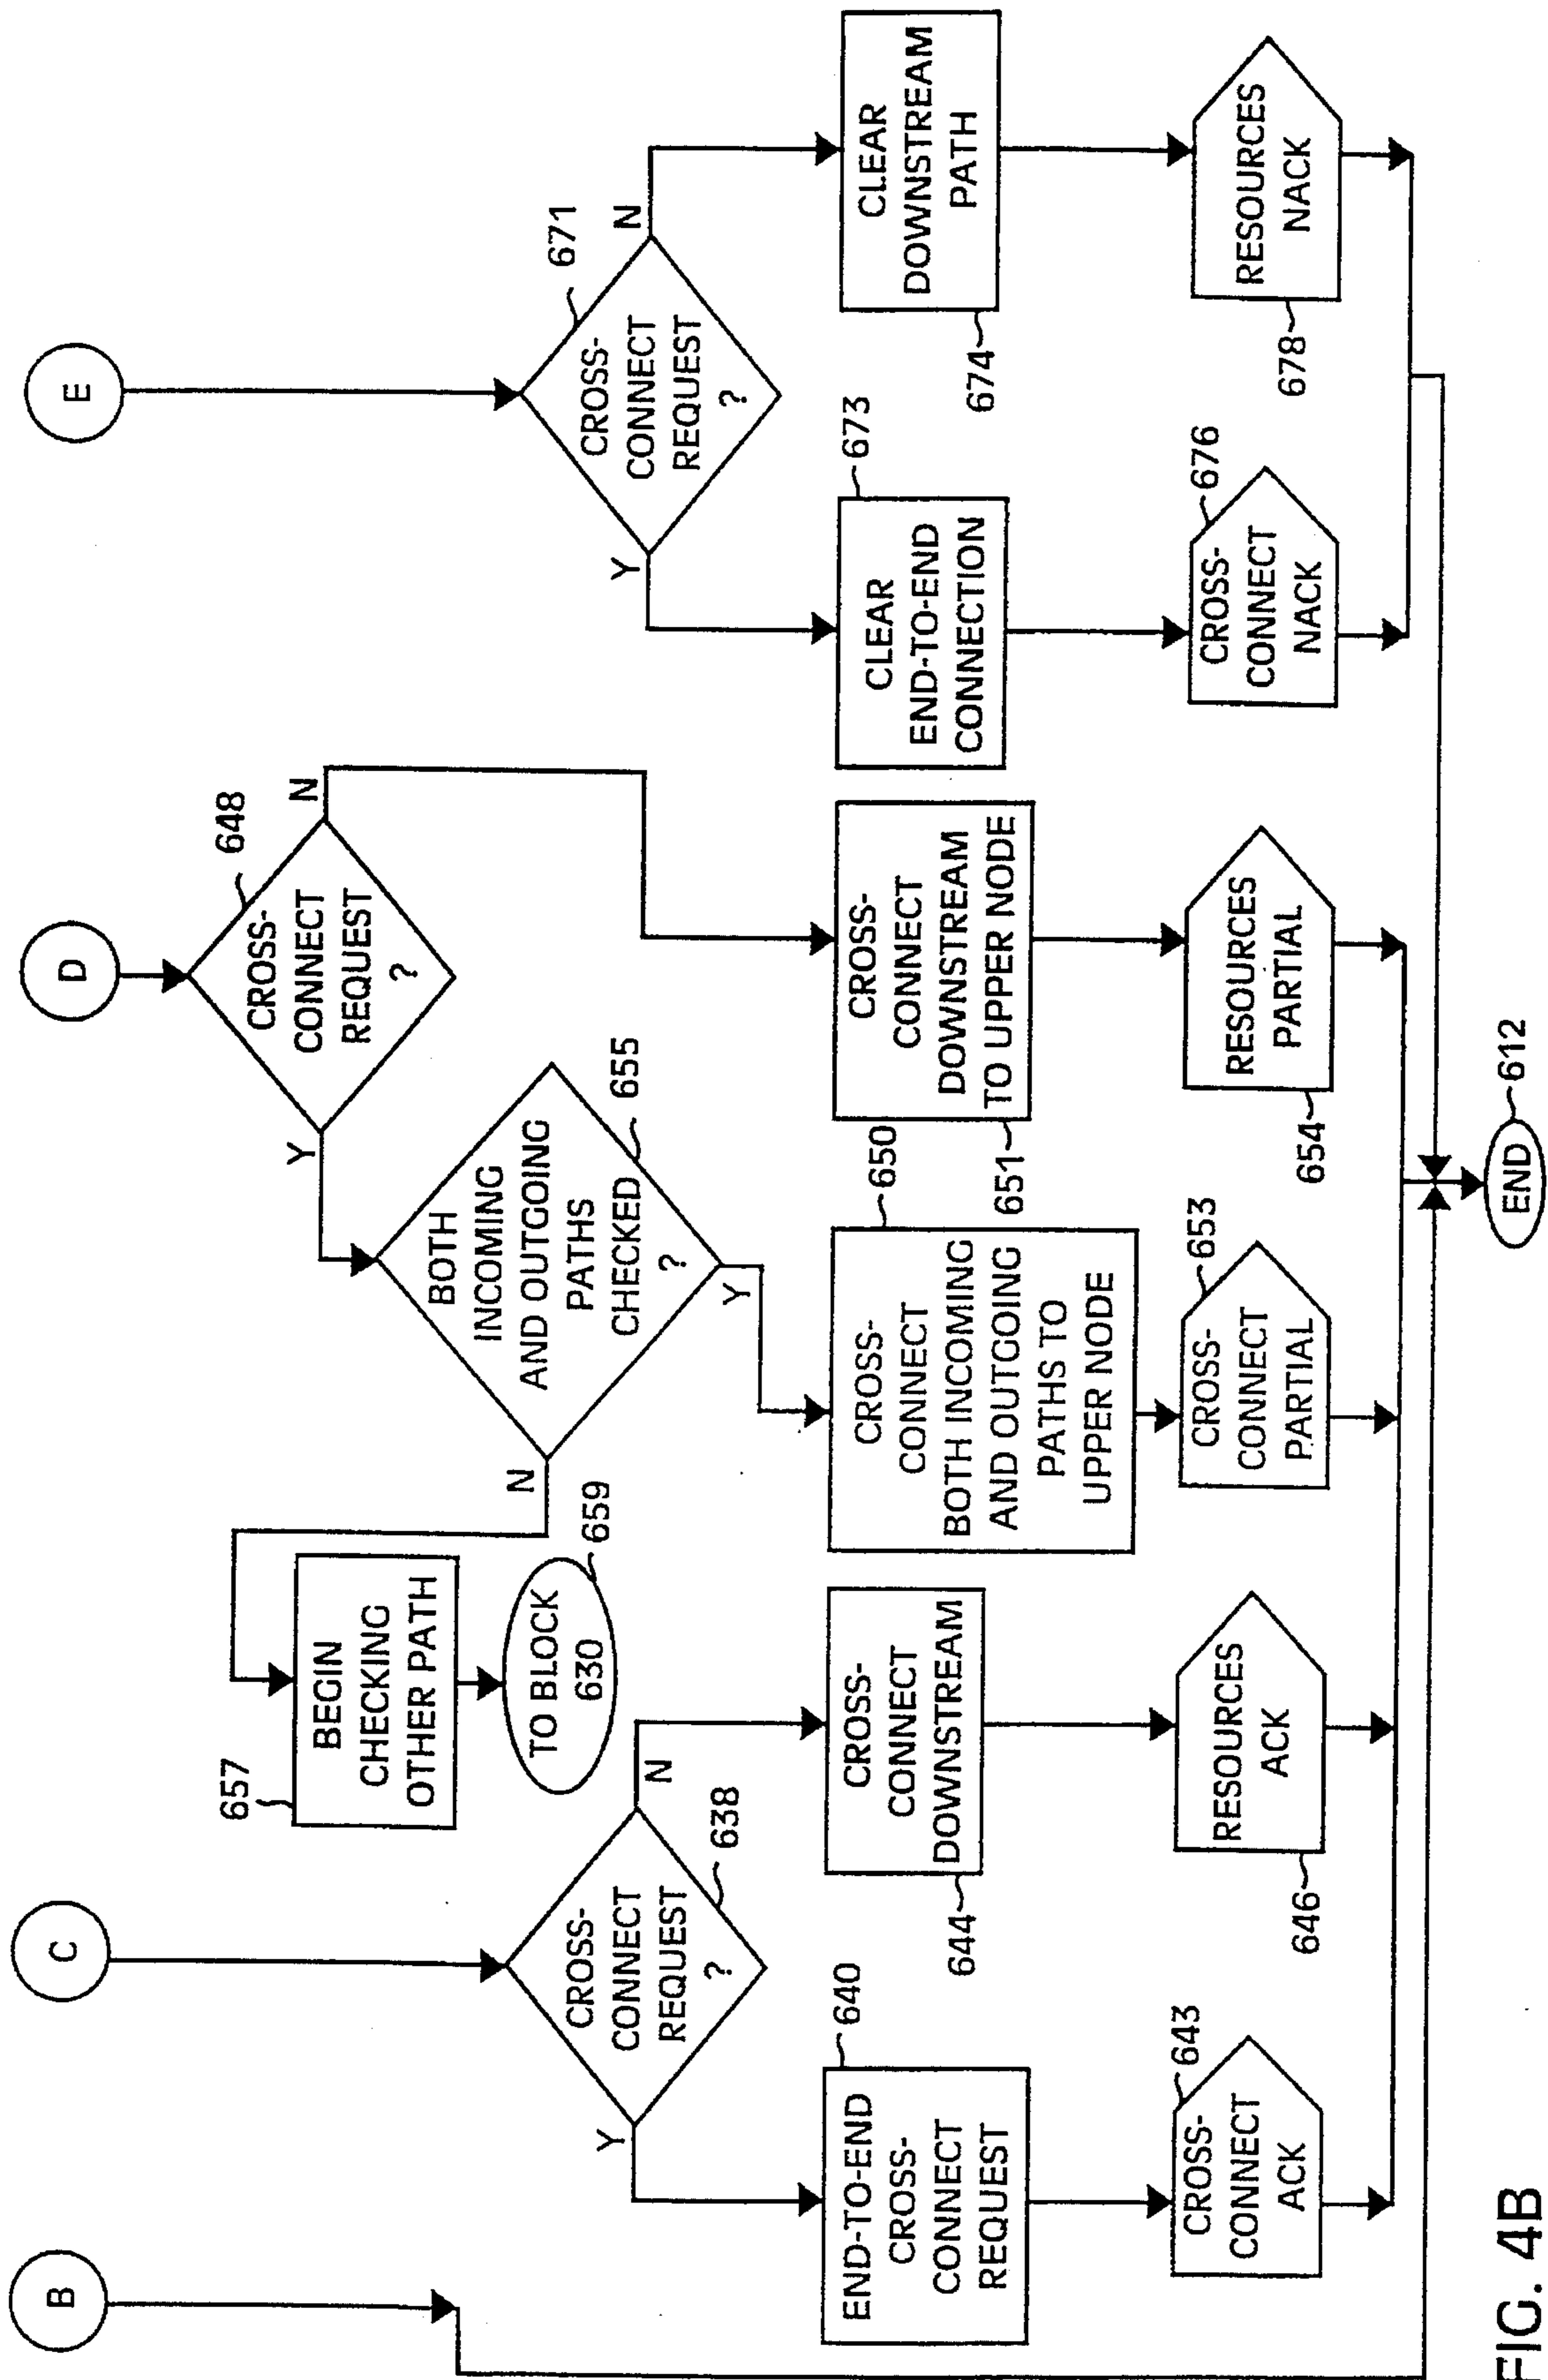 B
C
D
E
CROSS-
CONNECT
REQUEST
?
638
Y
N
END-TO-END
CROSS-
CONNECT
REQUEST
640
CROSS-
CONNECT
ACK
643
CROSS-
CONNECT
DOWNSTREAM
644
RESOURCES
ACK
646
CROSS-
CONNECT
REQUEST
?
648
Y
N
BOTH
INCOMING
AND OUTGOING
PATHS
CHECKED
?
655
N
Y
BEGIN
CHECKING
OTHER PATH
657
TO BLOCK
630
659
CROSS-
CONNECT
BOTH INCOMING
AND OUTGOING
PATHS TO
UPPER NODE
650
CROSS-
CONNECT
PARTIAL
653
CROSS-
CONNECT
DOWNSTREAM
TO UPPER NODE
651
RESOURCES
PARTIAL
654
CROSS-
CONNECT
REQUEST
?
671
Y
N
CLEAR
END-TO-END
CONNECTION
673
CROSS-
CONNECT
NACK
676
CLEAR
DOWNSTREAM
PATH
674
RESOURCES
NACK
678
END
612
FIG. 4B